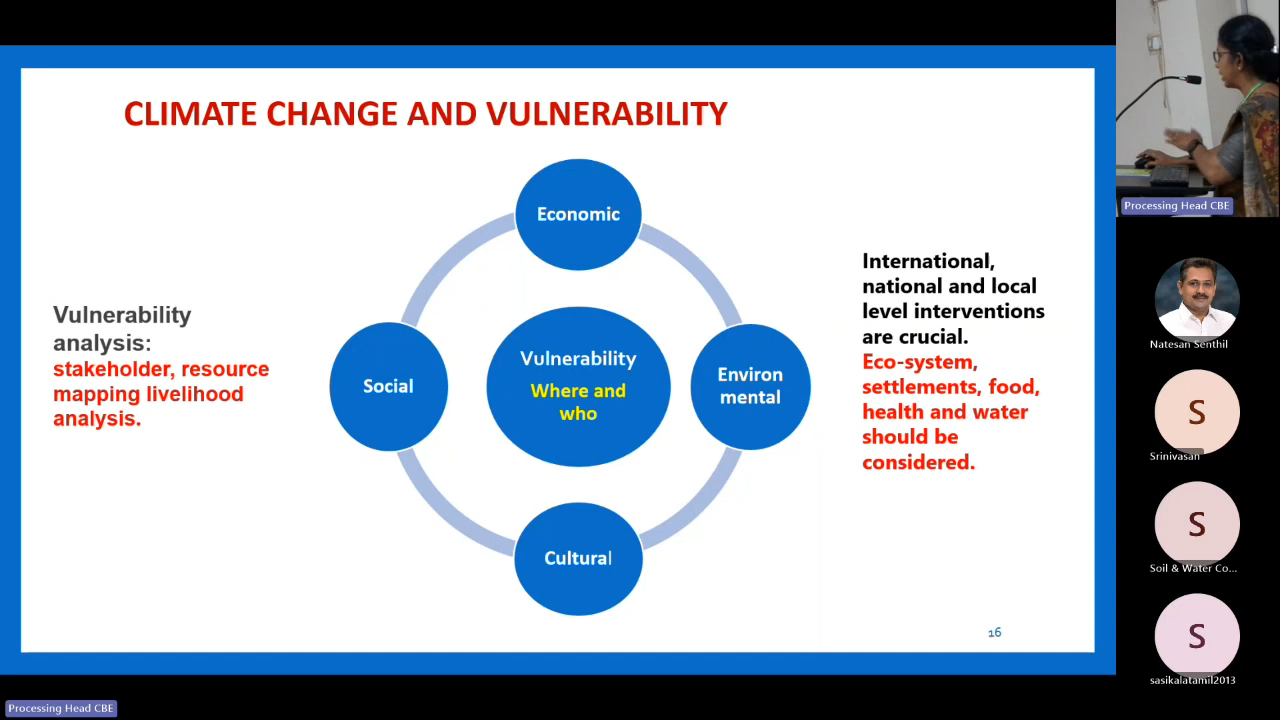 CLIMATE CHANGE AND VULNERABILITY
Economic
Vulnerability
analysis:
stakeholder, resource
mapping livelihood
analysis.
Social
Vulnerability
Where and
who
Environ
mental
Cultural
International,
national and local
level interventions
are crucial.
Eco-system,
settlements, food,
health and water
should be
considered.
16
Processing Head CBE
Natesan Senthil
S
Srinivasan
S
Soil & Water Co...
S
sasikalatamil2013
Processing Head CBE